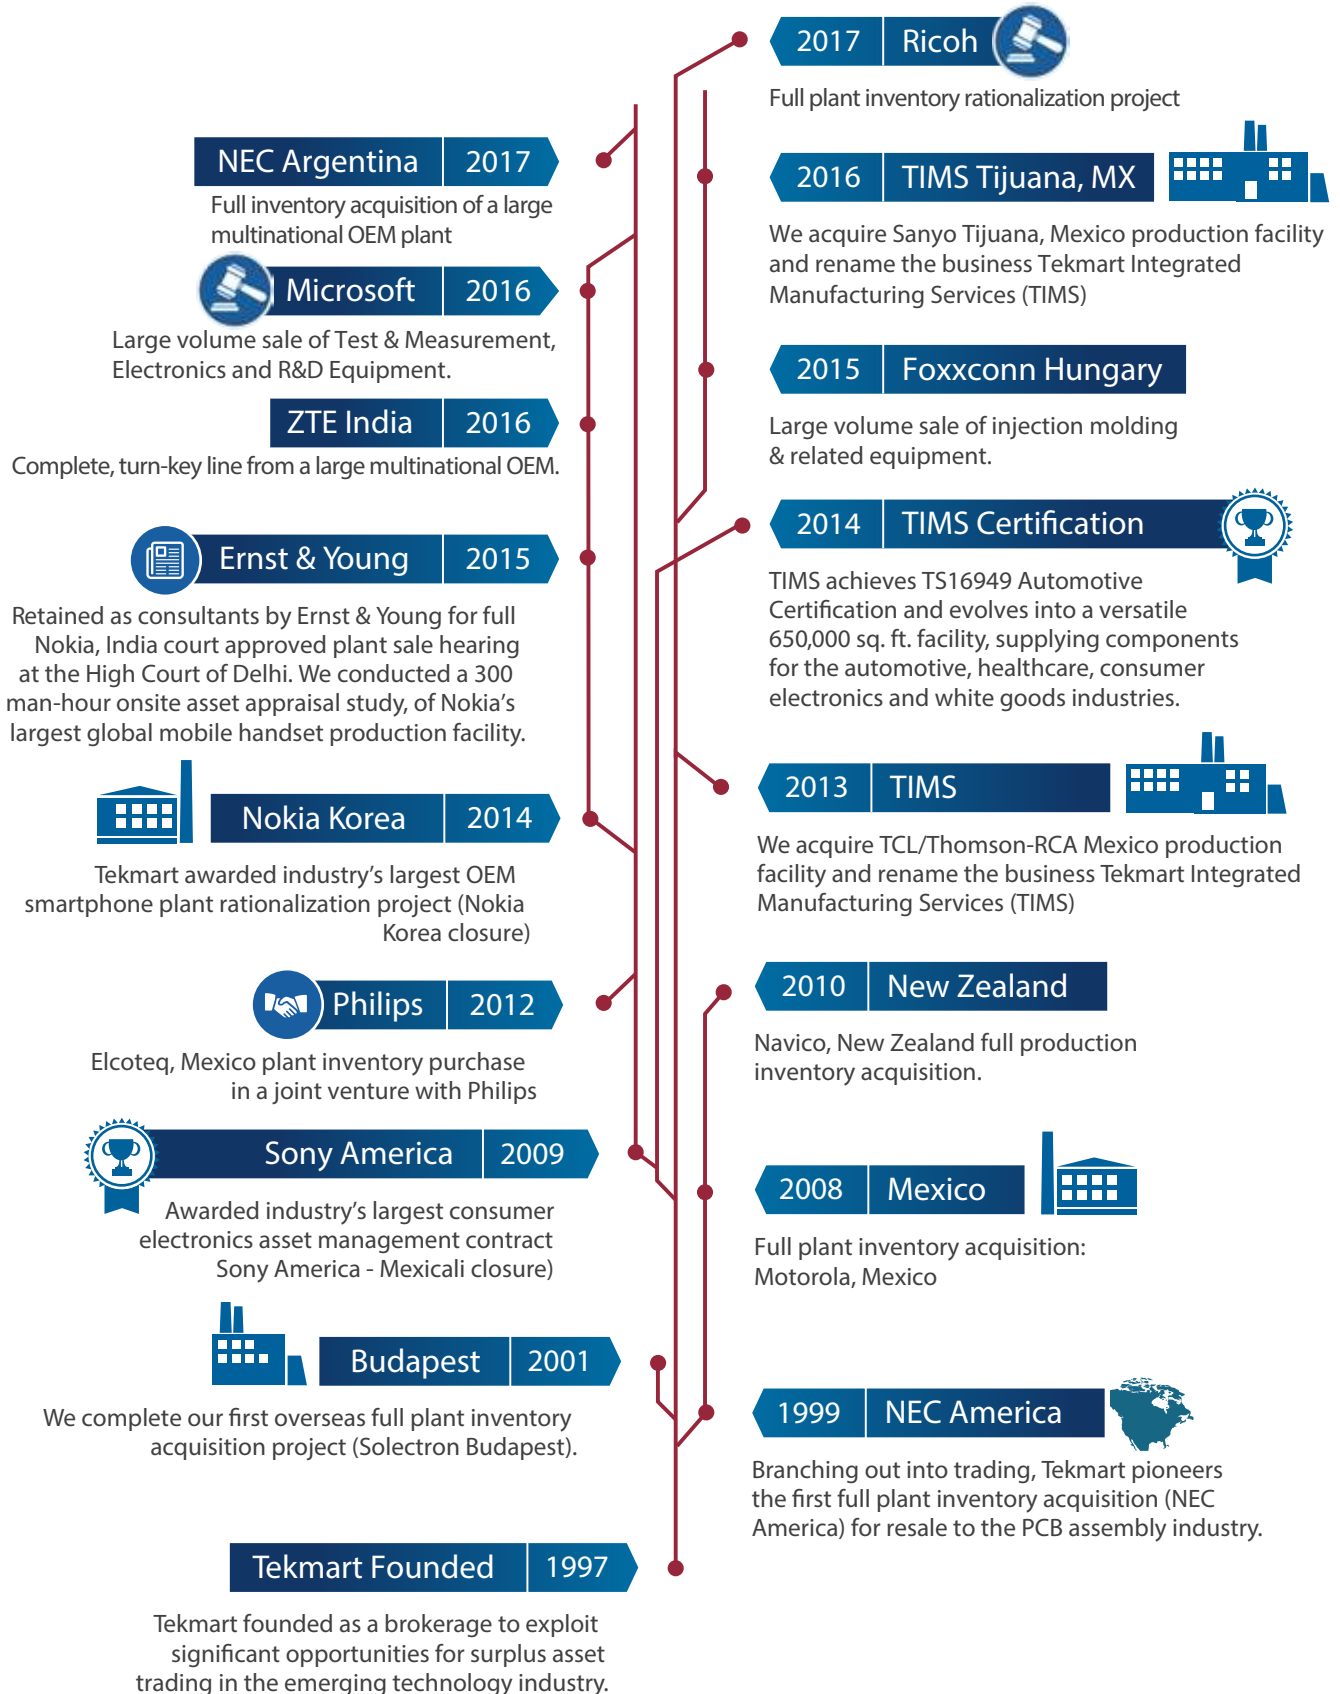 2017 Ricoh
Full plant inventory rationalization project
NEC Argentina 2017
Full inventory acquisition of a large
multinational OEM plant
2016 TIMS Tijuana, MX
We acquire Sanyo Tijuana, Mexico production facility
and rename the business Tekmart Integrated
Manufacturing Services (TIMS)
Microsoft 2016
Large volume sale of Test & Measurement,
Electronics and R&D Equipment.
2015 Foxxconn Hungary
Large volume sale of injection molding
& related equipment.
ZTE India 2016
Complete, turn-key line from a large multinational OEM.
2014 TIMS Certification
TIMS achieves TS16949 Automotive
Certification and evolves into a versatile
650,000 sq. ft. facility, supplying components
for the automotive, healthcare, consumer
electronics and white goods industries.
Ernst & Young 2015
Retained as consultants by Ernst & Young for full
Nokia, India court approved plant sale hearing
at the High Court of Delhi. We conducted a 300
man-hour onsite asset appraisal study, of Nokia’s
largest global mobile handset production facility.
2013 TIMS
We acquire TCL/Thomson-RCA Mexico production
facility and rename the business Tekmart Integrated
Manufacturing Services (TIMS)
Nokia Korea 2014
Tekmart awarded industry’s largest OEM
smartphone plant rationalization project (Nokia
Korea closure)
2010 New Zealand
Navico, New Zealand full production
inventory acquisition.
Philips 2012
Elcoteq, Mexico plant inventory purchase
in a joint venture with Philips
Sony America 2009
Awarded industry’s largest consumer
electronics asset management contract
Sony America - Mexicali closure)
2008 Mexico
Full plant inventory acquisition:
Motorola, Mexico
Budapest 2001
We complete our first overseas full plant inventory
acquisition project (Solectron Budapest).
1999 NEC America
Branching out into trading, Tekmart pioneers
the first full plant inventory acquisition (NEC
America) for resale to the PCB assembly industry.
Tekmart Founded 1997
Tekmart founded as a brokerage to exploit
significant opportunities for surplus asset
trading in the emerging technology industry.